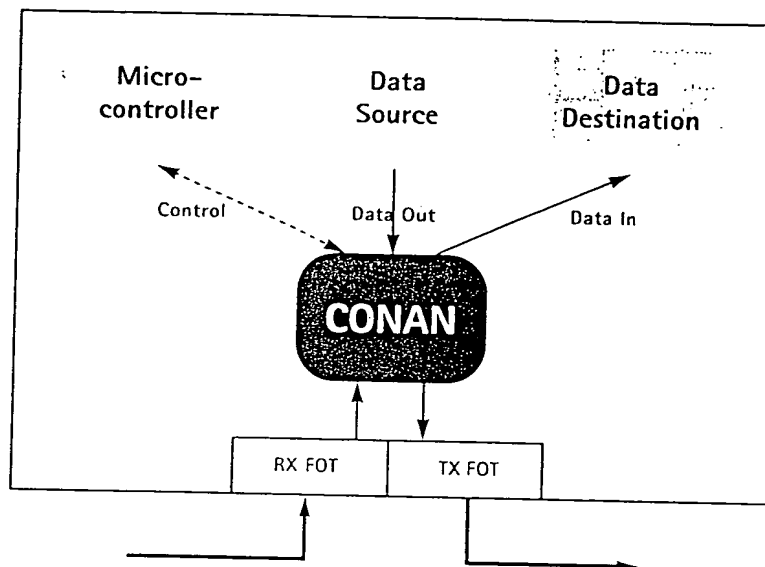 Micro-
controller
Data
Source
Data
Destination
Control
Data Out
Data In
CONAN
RX FOT
TX FOT